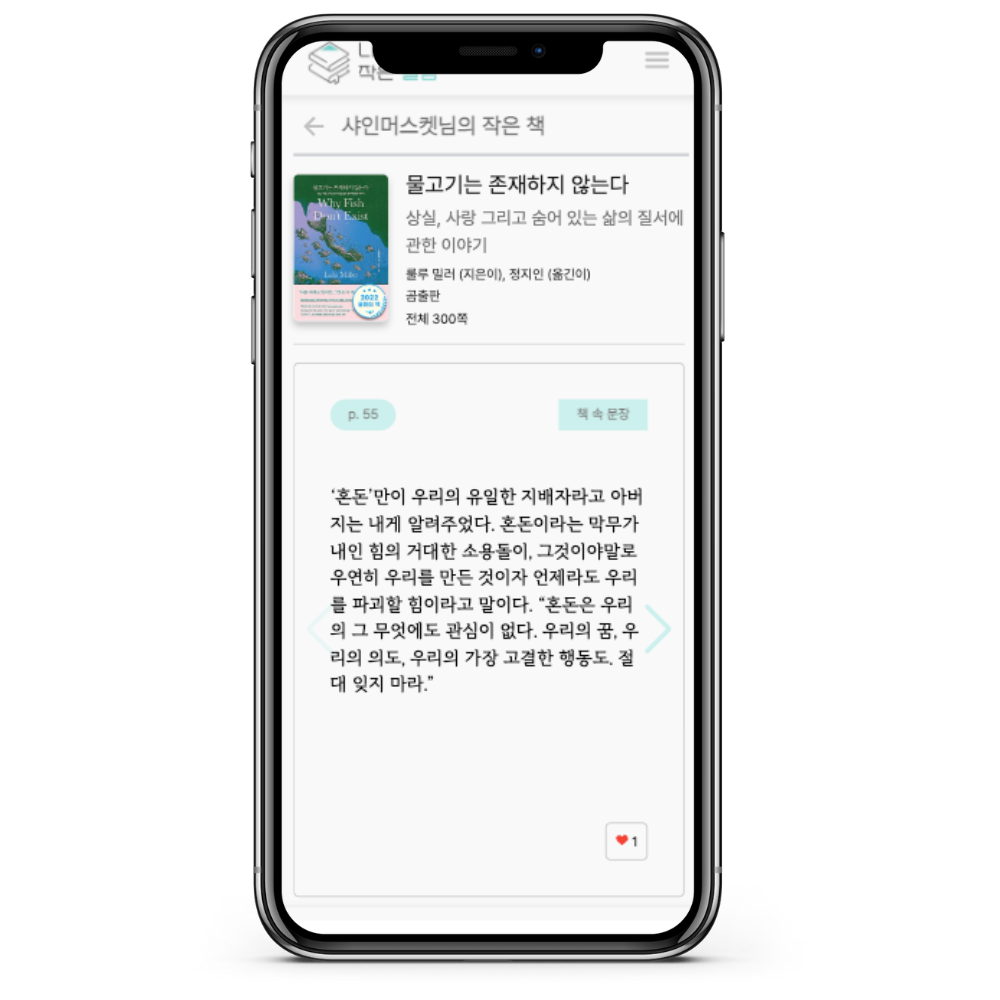 작은
샤인머스켓님의 작은 책
Why Fish
Don't Exist
Lulu Miller
2022
물고기는 존재하지 않는다
상실, 사랑 그리고 숨어 있는 삶의 질서에
관한 이야기
룰루 밀러 (지은이), 정지인 (옮긴이)
곰출판
전체 300쪽
p. 55
책 속 문장
‘혼돈’만이 우리의 유일한 지배자라고 아버
지는 내게 알려주었다. 혼돈이라는 막무가
내인 힘의 거대한 소용돌이, 그것이야말로
우연히 우리를 만든 것이자 언제라도 우리
를 파괴할 힘이라고 말이다. “혼돈은 우리
의 그 무엇에도 관심이 없다. 우리의 꿈, 우
리의 의도, 우리의 가장 고결한 행동도. 절
대 잊지 마라.”
1